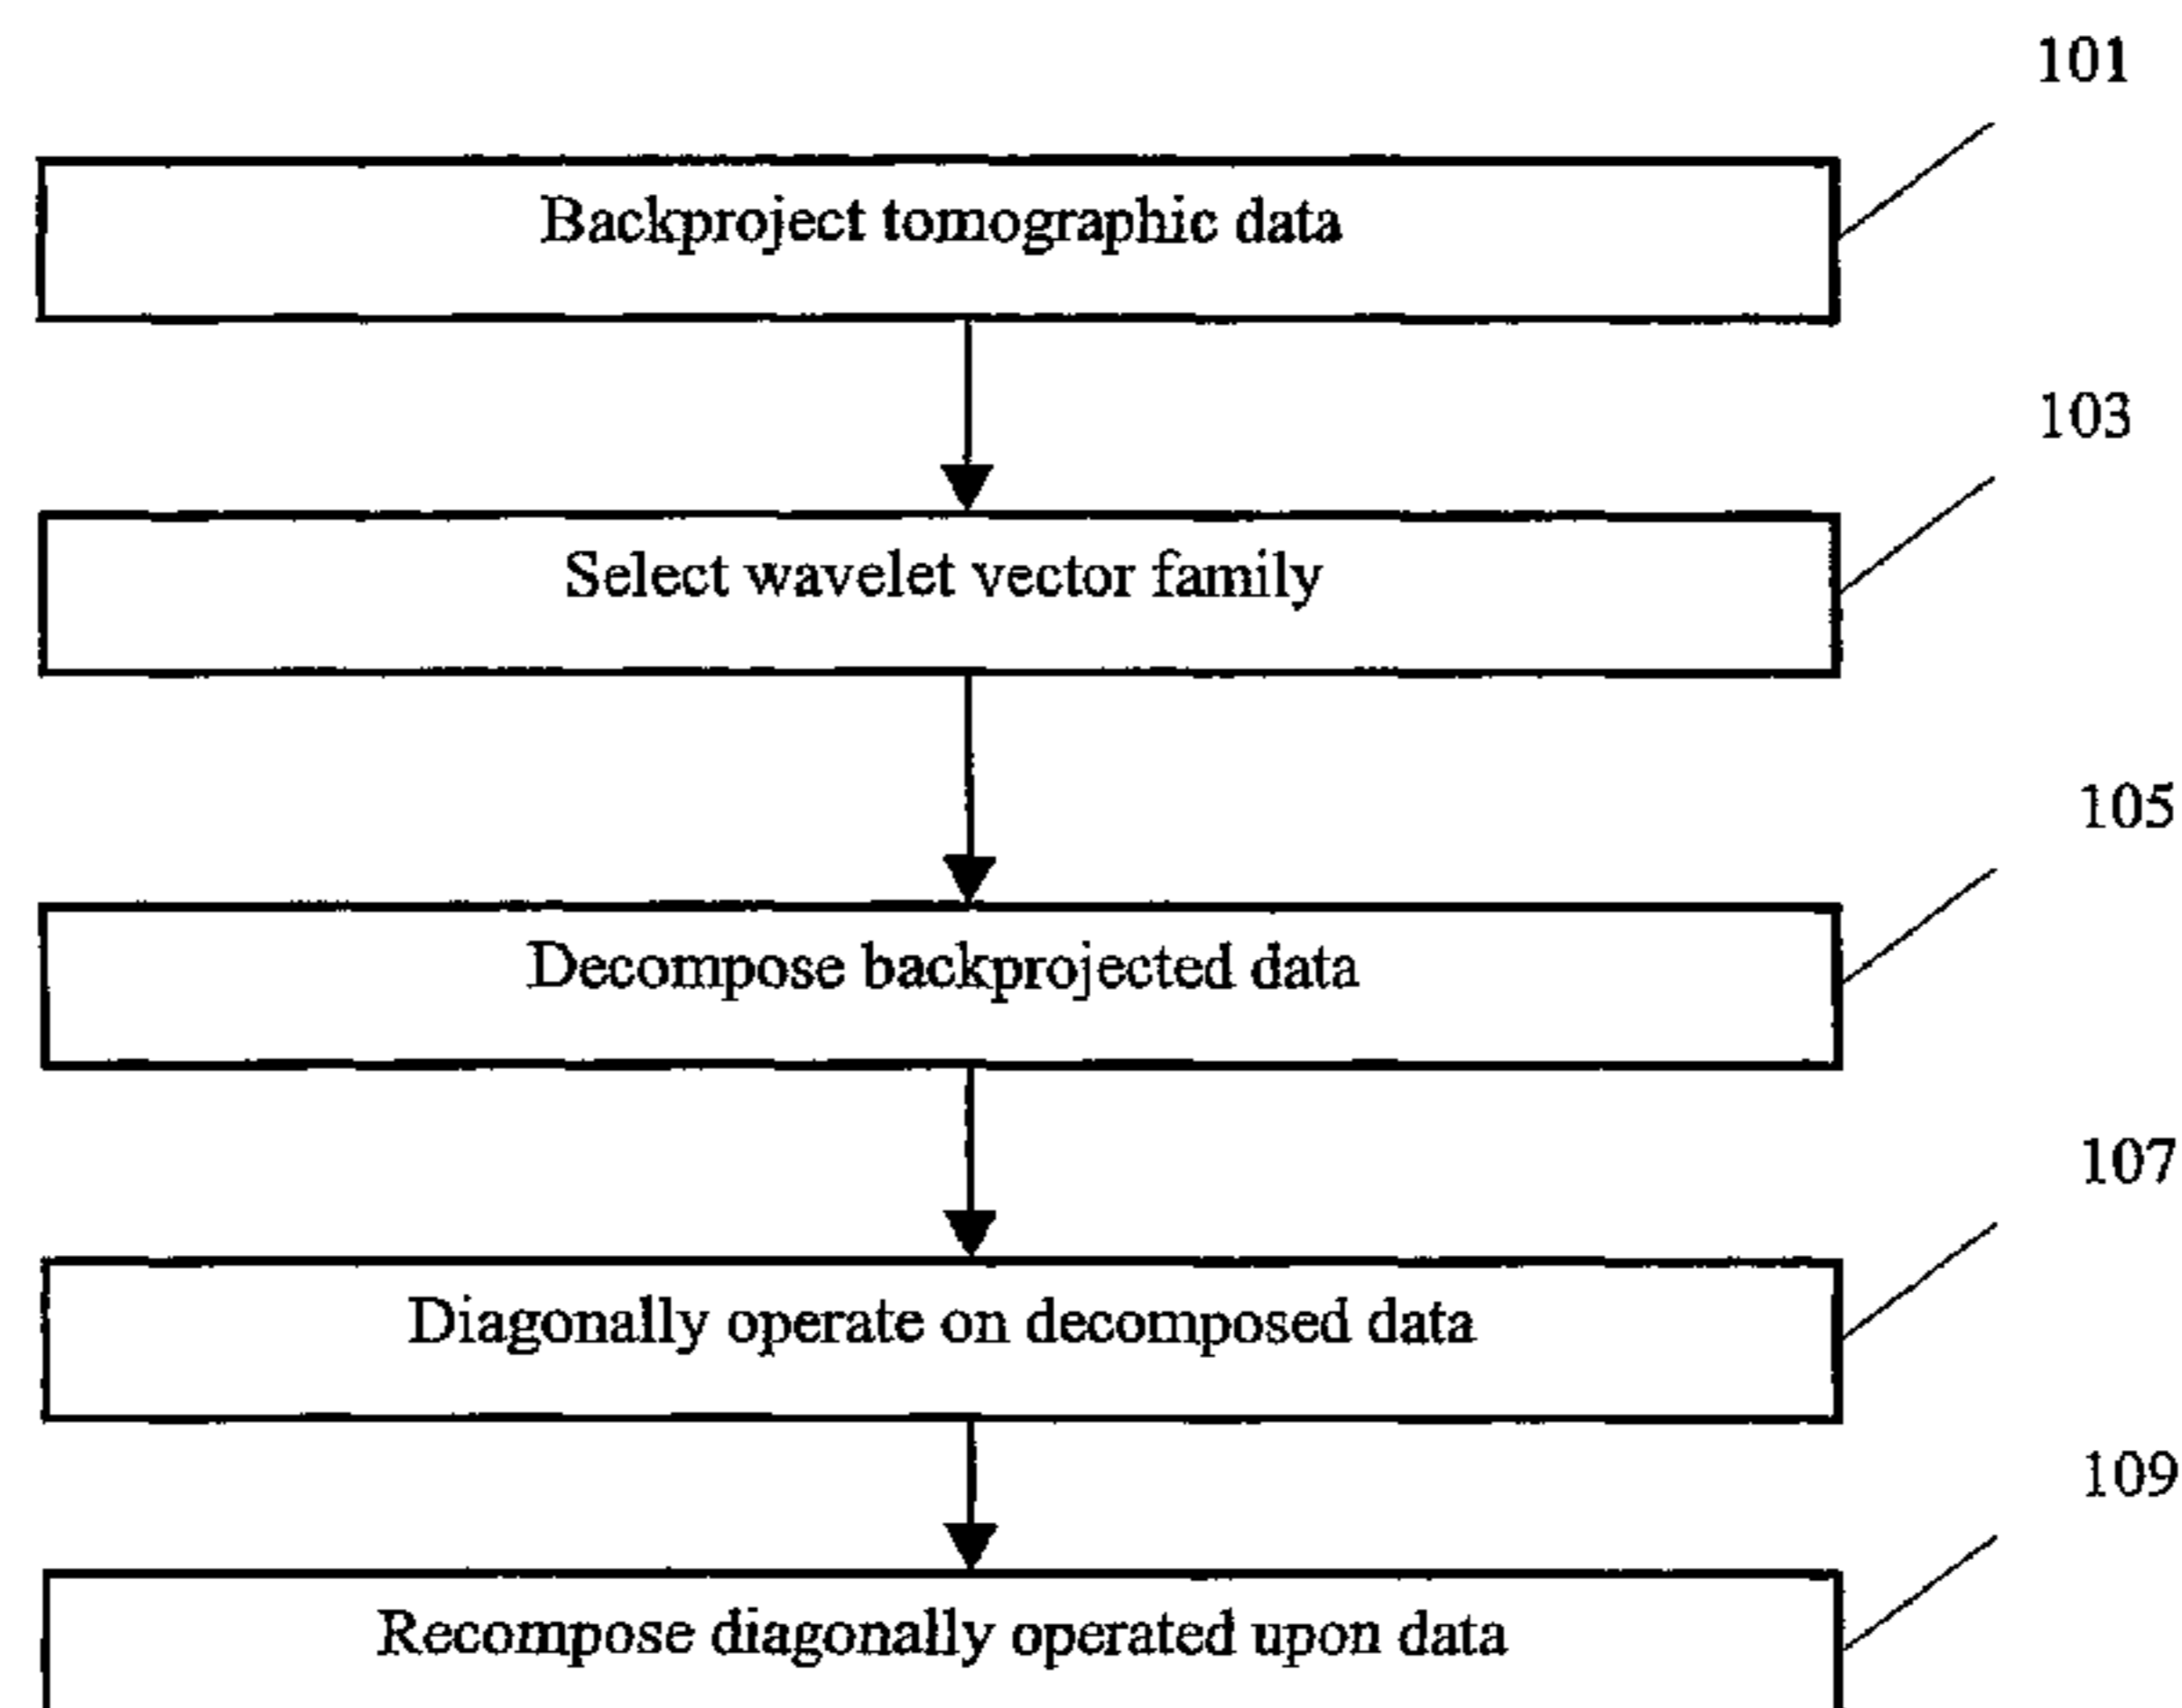 101
Backproject tomographic data
103
Select wavelet vector family
105
Decompose backprojected data
107
Diagonally operate on decomposed data
109
Recompose diagonally operated upon data